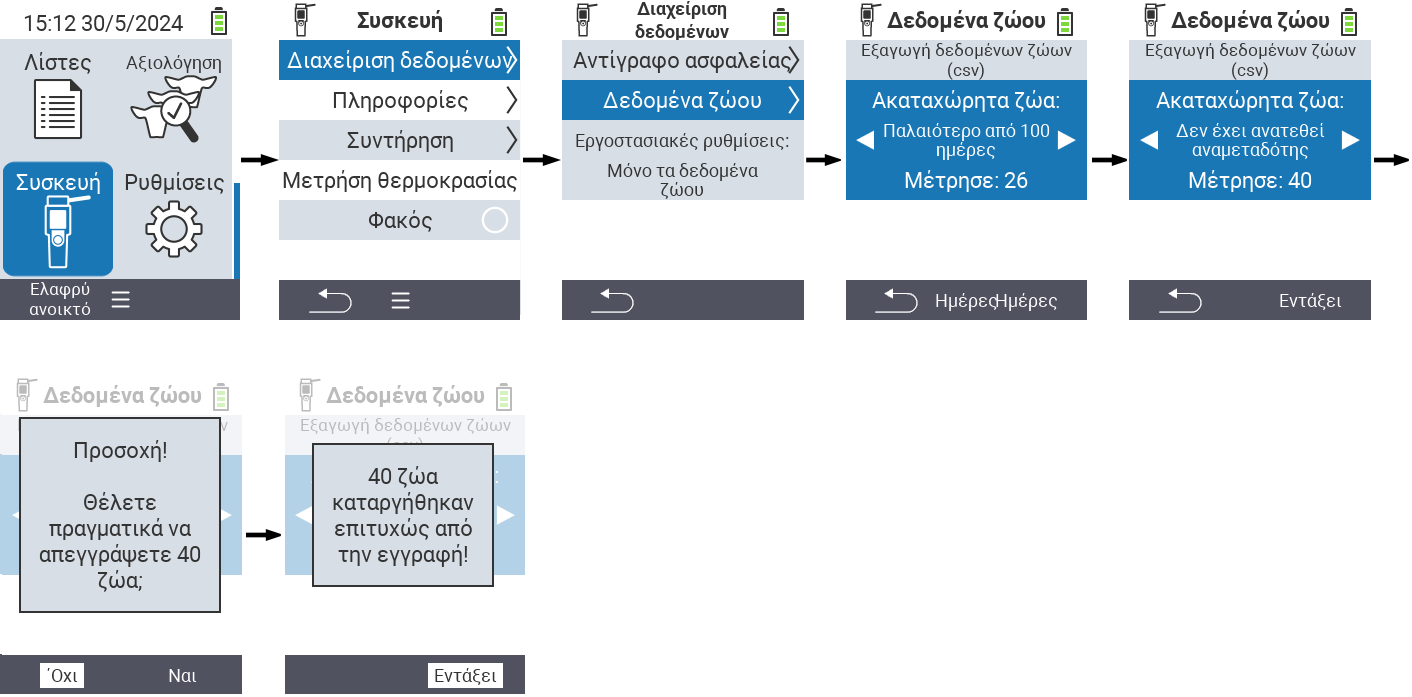 15:12 30/5/2024
Λίστες
Αξιολόγηση
Συσκευή
Ρυθμίσεις
Ελαφρύ
ανοικτό
Συσκευή
Διαχείριση δεδομένων
Πληροφορίες
Συντήρηση
Μετρήση θερμοκρασίας
Φακός
Διαχείριση
δεδομένων
Αντίγραφο ασφαλείας
Δεδομένα ζώου
Εργοστασιακές ρυθμίσεις:
Μόνο τα δεδομένα
ζώου
Δεδομένα ζώου
Εξαγωγή δεδομένων ζώων
(csv)
Ακαταχώρητα ζώα:
Παλαιότερο από 100
ημέρες
Μέτρησε: 26
Ημέρες Ημέρες
Δεδομένα ζώου
Εξαγωγή δεδομένων ζώων
(csv)
Ακαταχώρητα ζώα:
Δεν έχει ανατεθεί
αναμεταδότης
Μέτρησε: 40
Εντάξει
Δεδομένα ζώου
Προσοχή!
Θέλετε
πραγματικά να
απεγγράψετε 40
ζώα;
Όχι
Ναι
Δεδομένα ζώου
Εξαγωγή δεδομένων ζώων
(csv)
40 ζώα
καταργήθηκαν
επιτυχώς από
την εγγραφή!
Εντάξει